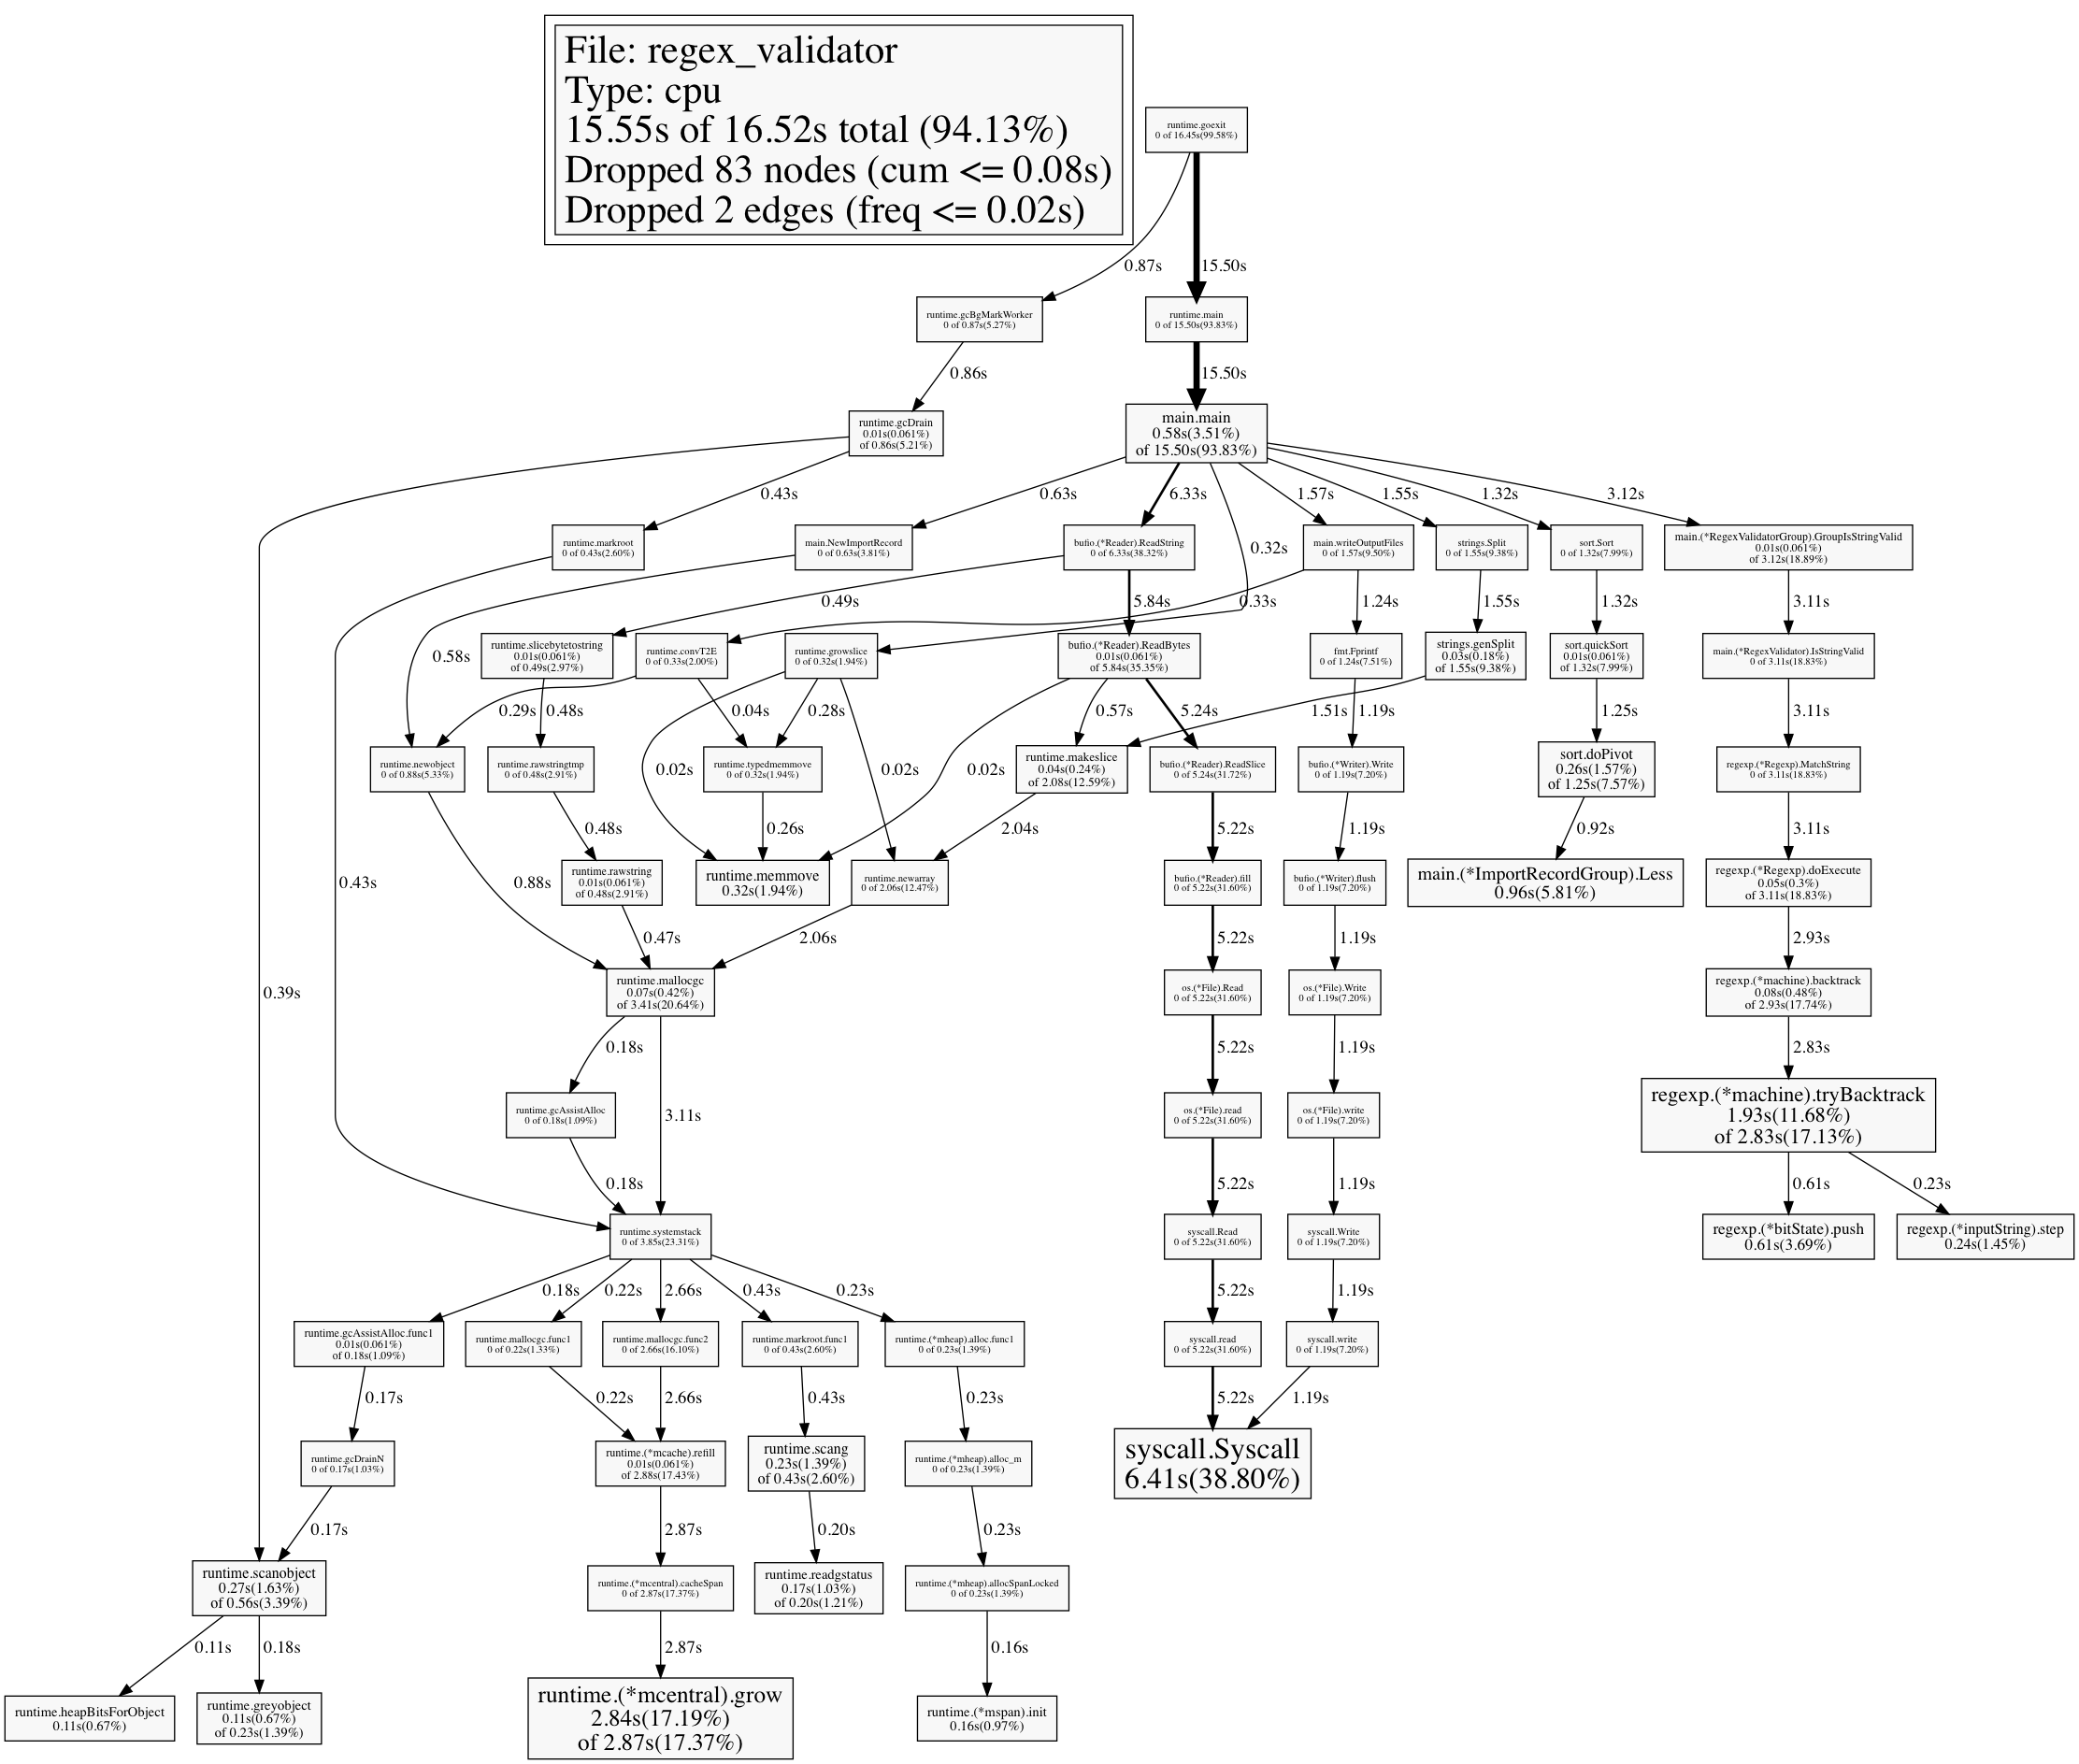 File: regex_validator
Type: cpu
15.55s of 16.52s total (94.13%)
Dropped 83 nodes (cum <= 0.08s)
Dropped 2 edges (freq <= 0.02s)
runtime.goexit
0 of 16.45s(99.58%)
0.87s
15.50s
runtime.gcBgMarkWorker
0 of 0.87s(5.27%)
runtime.main
0 of 15.50s(93.83%)
0.86s
15.50s
runtime.gcDrain
0.01s(0.061%)
of 0.86s(5.21%)
main.main
0.58s(3.51%)
of 15.50s(93.83%)
0.43s
0.63s
6.33s
1.57s
1.55s
1.32s
3.12s
runtime.markroot
0 of 0.43s(2.60%)
main.NewImportRecord
0 of 0.63s(3.81%)
bufio.(*Reader).ReadString
0 of 6.33s(38.32%)
0.32s
main.writeOutputFiles
0 of 1.57s(9.50%)
strings.Split
0 of 1.55s(9.38%)
sort.Sort
0 of 1.32s(7.99%)
main.(*RegexValidatorGroup).GroupIsStringValid
0.01s(0.061%)
of 3.12s(18.89%)
0.49s
5.84s
0.33s
1.24s
1.55s
1.32s
3.11s
0.58s
runtime.slicebytetostring
0.01s(0.061%)
of 0.49s(2.97%)
runtime.convT2E
0 of 0.33s(2.00%)
runtime.growslice
0 of 0.32s(1.94%)
bufio.(*Reader).ReadBytes
0.01s(0.061%)
of 5.84s(35.35%)
fmt.Fprintf
0 of 1.24s(7.51%)
strings.genSplit
0.03s(0.18%)
of 1.55s(9.38%)
sort.quickSort
0.01s(0.061%)
of 1.32s(7.99%)
main.(*RegexValidator).IsStringValid
0 of 3.11s(18.83%)
0.29s
0.48s
0.04s
0.28s
0.57s
5.24s
1.51s
1.19s
1.25s
3.11s
runtime.newobject
0 of 0.88s(5.33%)
runtime.rawstringtmp
0 of 0.48s(2.91%)
0.02s
runtime.typedmemmove
0 of 0.32s(1.94%)
0.02s
0.02s
runtime.makeslice
0.04s(0.24%)
of 2.08s(12.59%)
bufio.(*Reader).ReadSlice
0 of 5.24s(31.72%)
bufio.(*Writer).Write
0 of 1.19s(7.20%)
sort.doPivot
0.26s(1.57%)
of 1.25s(7.57%)
regexp.(*Regexp).MatchString
0 of 3.11s(18.83%)
0.48s
0.26s
2.04s
5.22s
1.19s
0.92s
3.11s
0.43s
0.88s
runtime.rawstring
0.01s(0.061%)
of 0.48s(2.91%)
runtime.memmove
0.32s(1.94%)
runtime.newarray
0 of 2.06s(12.47%)
bufio.(*Reader).fill
0 of 5.22s(31.60%)
bufio.(*Writer).flush
0 of 1.19s(7.20%)
main.(*ImportRecordGroup).Less
0.96s(5.81%)
regexp.(*Regexp).doExecute
0.05s(0.3%)
of 3.11s(18.83%)
0.47s
2.06s
5.22s
1.19s
2.93s
0.39s
runtime.mallocgc
0.07s(0.42%)
of 3.41s(20.64%)
os.(*File).Read
0 of 5.22s(31.60%)
os.(*File).Write
0 of 1.19s(7.20%)
regexp.(*machine).backtrack
0.08s(0.48%)
of 2.93s(17.74%)
0.18s
5.22s
1.19s
2.83s
runtime.gcAssistAlloc
0 of 0.18s(1.09%)
3.11s
os.(*File).read
0 of 5.22s(31.60%)
os.(*File).write
0 of 1.19s(7.20%)
regexp.(*machine).tryBacktrack
1.93s(11.68%)
of 2.83s(17.13%)
0.18s
5.22s
1.19s
0.61s
0.23s
runtime.systemstack
0 of 3.85s(23.31%)
syscall.Read
0 of 5.22s(31.60%)
syscall.Write
0 of 1.19s(7.20%)
regexp.(*bitState).push
0.61s(3.69%)
regexp.(*inputString).step
0.24s(1.45%)
0.18s
0.22s
2.66s
0.43s
0.23s
5.22s
1.19s
runtime.gcAssistAlloc.func1
0.01s(0.061%)
of 0.18s(1.09%)
runtime.mallocgc.func1
0 of 0.22s(1.33%)
runtime.mallocgc.func2
0 of 2.66s(16.10%)
runtime.markroot.func1
0 of 0.43s(2.60%)
runtime.(*mheap).alloc.func1
0 of 0.23s(1.39%)
syscall.read
0 of 5.22s(31.60%)
syscall.write
0 of 1.19s(7.20%)
0.17s
0.22s
2.66s
0.43s
0.23s
5.22s
1.19s
runtime.gcDrainN
0 of 0.17s(1.03%)
runtime.(*mcache).refill
0.01s(0.061%)
of 2.88s(17.43%)
runtime.scang
0.23s(1.39%)
of 0.43s(2.60%)
runtime.(*mheap).alloc_m
0 of 0.23s(1.39%)
syscall.Syscall
6.41s(38.80%)
0.17s
2.87s
0.20s
0.23s
runtime.scanobject
0.27s(1.63%)
of 0.56s(3.39%)
runtime.(*mcentral).cacheSpan
0 of 2.87s(17.37%)
runtime.readgstatus
0.17s(1.03%)
of 0.20s(1.21%)
runtime.(*mheap).allocSpanLocked
0 of 0.23s(1.39%)
0.11s
0.18s
2.87s
0.16s
runtime.heapBitsForObject
0.11s(0.67%)
runtime.greyobject
0.11s(0.67%)
of 0.23s(1.39%)
runtime.(*mcentral).grow
2.84s(17.19%)
of 2.87s(17.37%)
runtime.(*mspan).init
0.16s(0.97%)